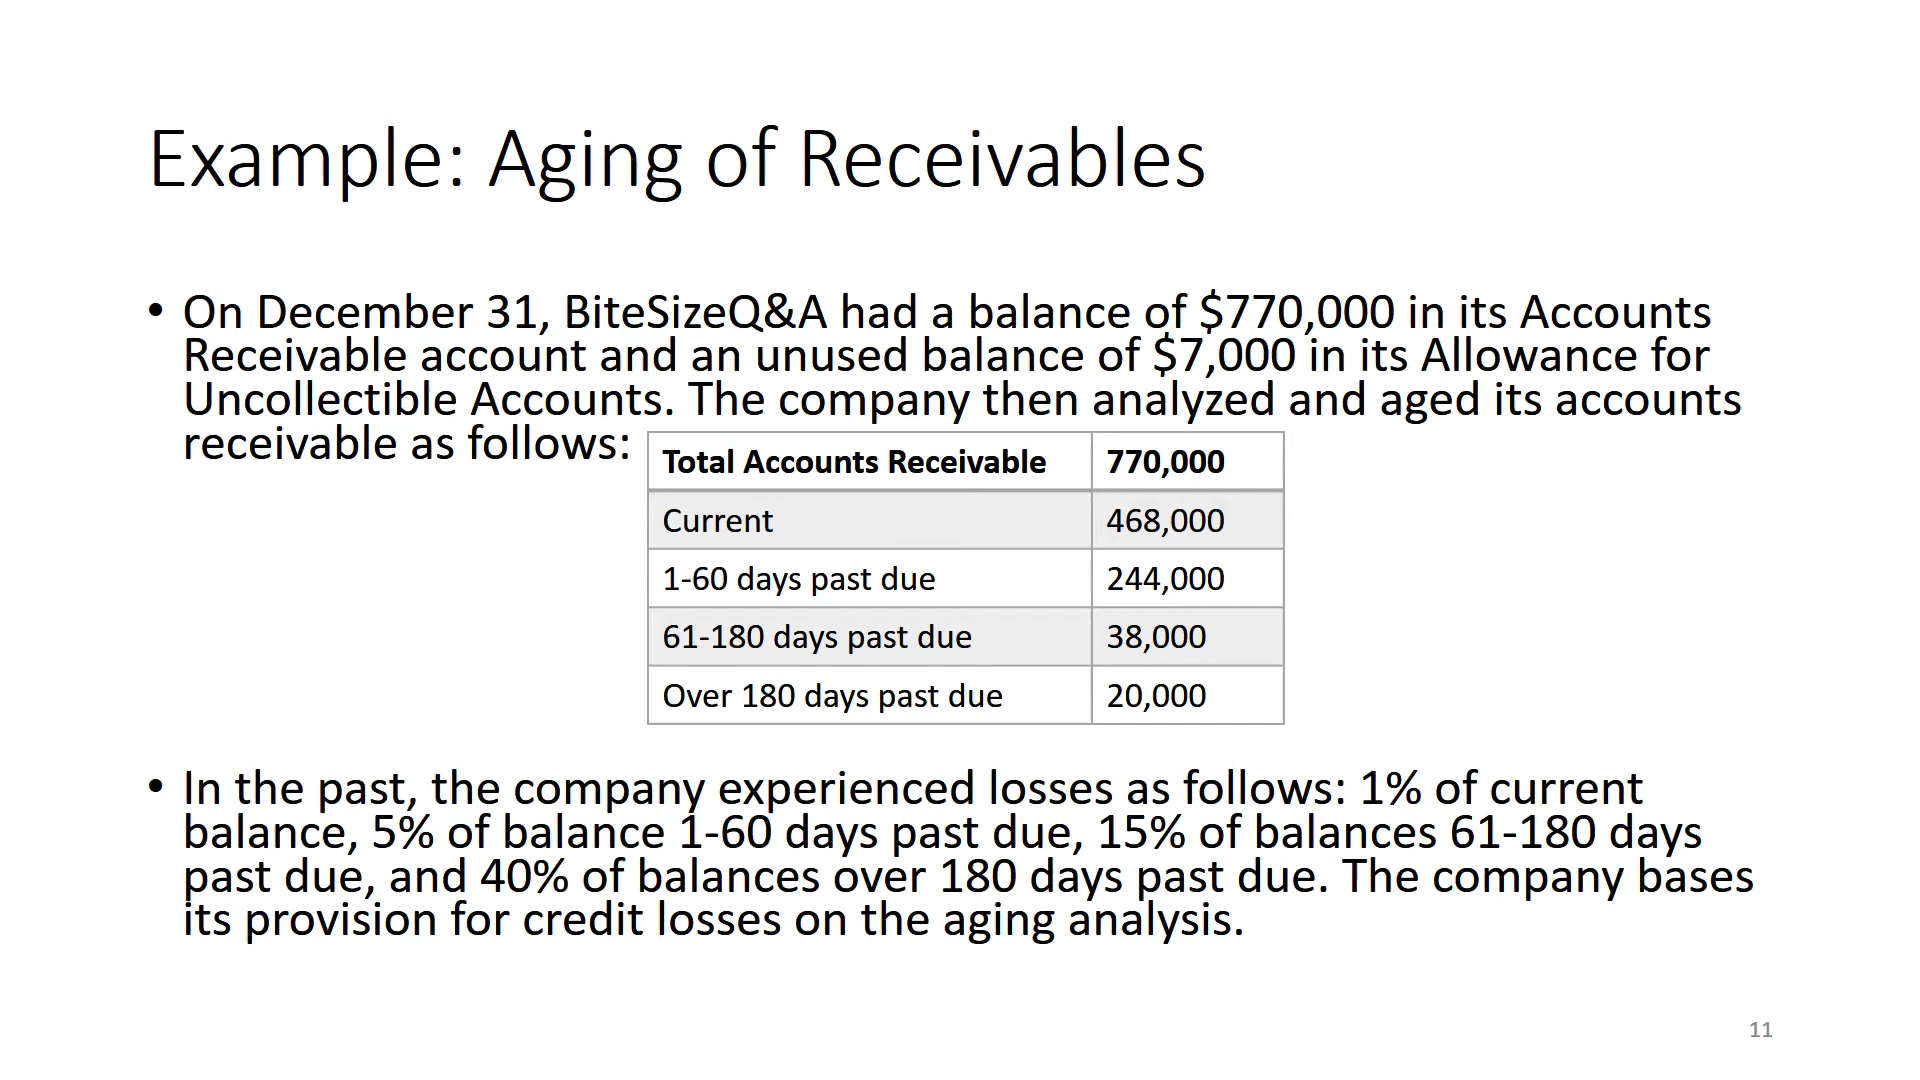 Example: Aging of Receivables
• On December 31, BiteSizeQ&A had a balance of $770,000 in its Accounts
Receivable account and an unused balance of $7,000 in its Allowance for
Uncollectible Accounts. The company then analyzed and aged its accounts
receivable as follows:
Total Accounts Receivable 770,000
Current 468,000
1-60 days past due 244,000
61-180 days past due 38,000
Over 180 days past due 20,000
• In the past, the company experienced losses as follows: 1% of current
balance, 5% of balance 1-60 days past due, 15% of balances 61-180 days
past due, and 40% of balances over 180 days past due. The company bases
its provision for credit losses on the aging analysis.
11